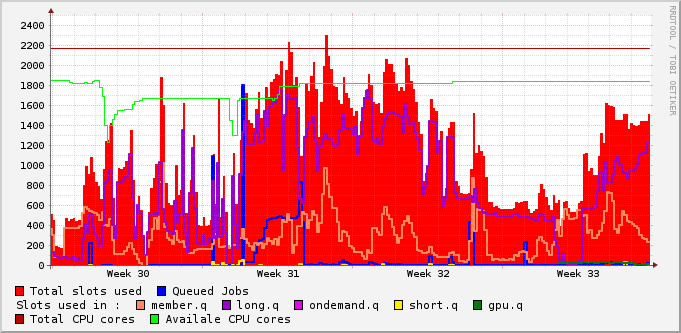 RRDTOOL / TOBI OETIKER
2400
2200
2000
1800
1600
1400
1200
1000
800
600
400
200
0
Week 30 Week 31 Week 32 Week 33
Total slots used Queued Jobs
Slots used in : member.q long.q ondemand.q short.q gpu.q
Total CPU cores Availale CPU cores